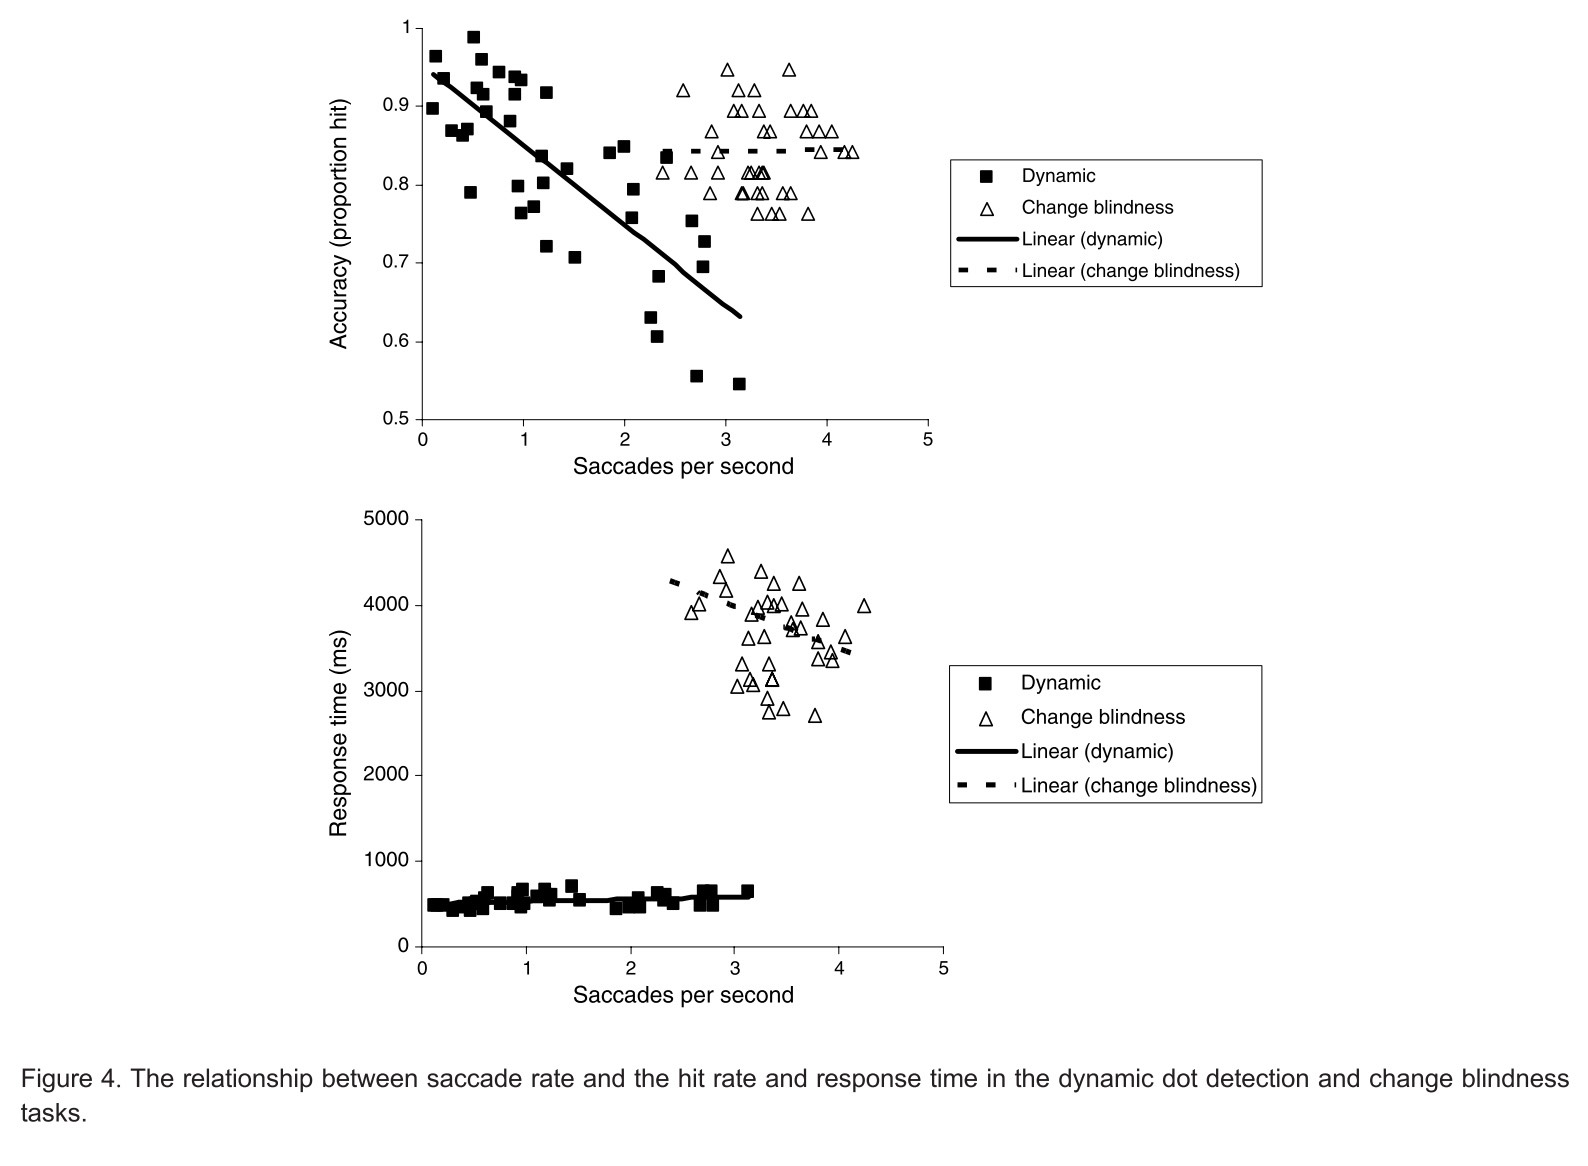 1
0.9
0.8
0.7
0.6
0.5
Accuracy (proportion hit)
0 1 2 3 4 5
Saccades per second
Dynamic
Change blindness
Linear (dynamic)
Linear (change blindness)
5000
4000
3000
2000
1000
0
Response time (ms)
0 1 2 3 4 5
Saccades per second
Dynamic
Change blindness
Linear (dynamic)
Linear (change blindness)
Figure 4. The relationship between saccade rate and the hit rate and response time in the dynamic dot detection and change blindness
tasks.